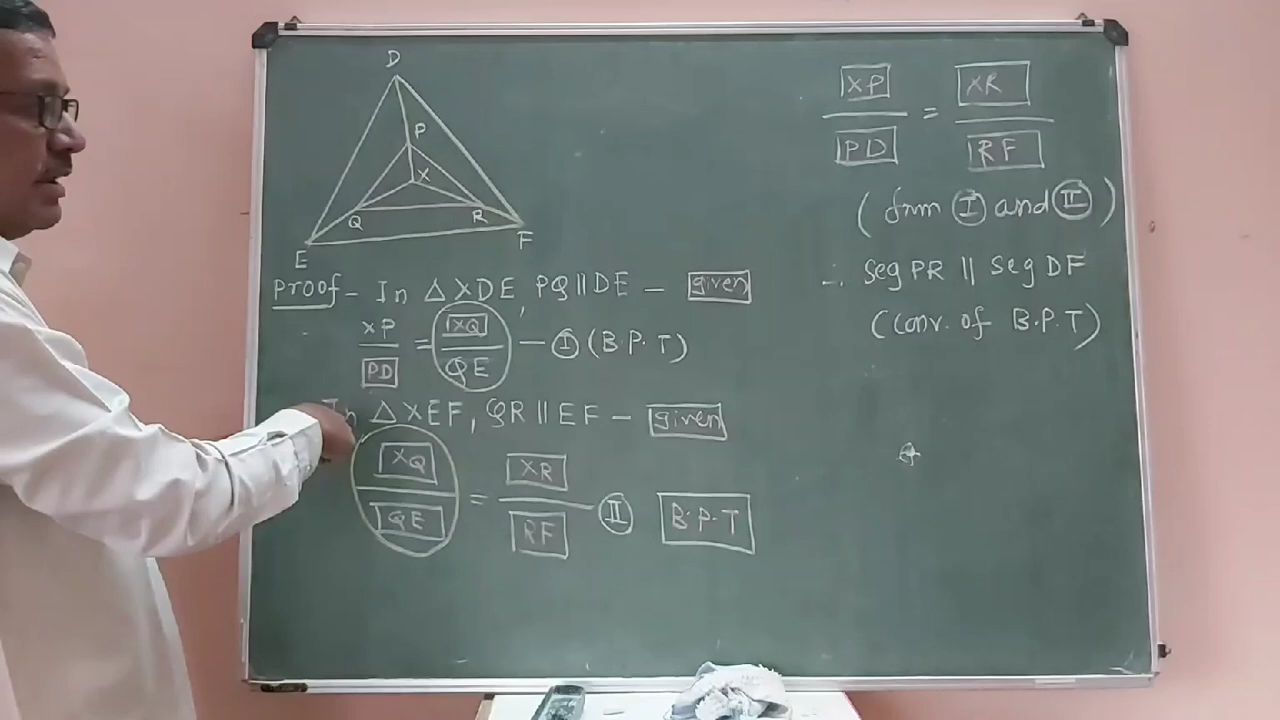 D
P
X
Q
R
E
F
Proof - In △XDE, PQ || DE - given
XP / PD = XQ / QE - Ⓘ (B.P.T)
In △XEF, QR || EF - given
XQ / QE = XR / RF - Ⅱ B.P.T
XP / PD = XR / RF
(from Ⓘ and Ⅱ)
∴ Seg PR || Seg DF
(Conv. of B.P.T)